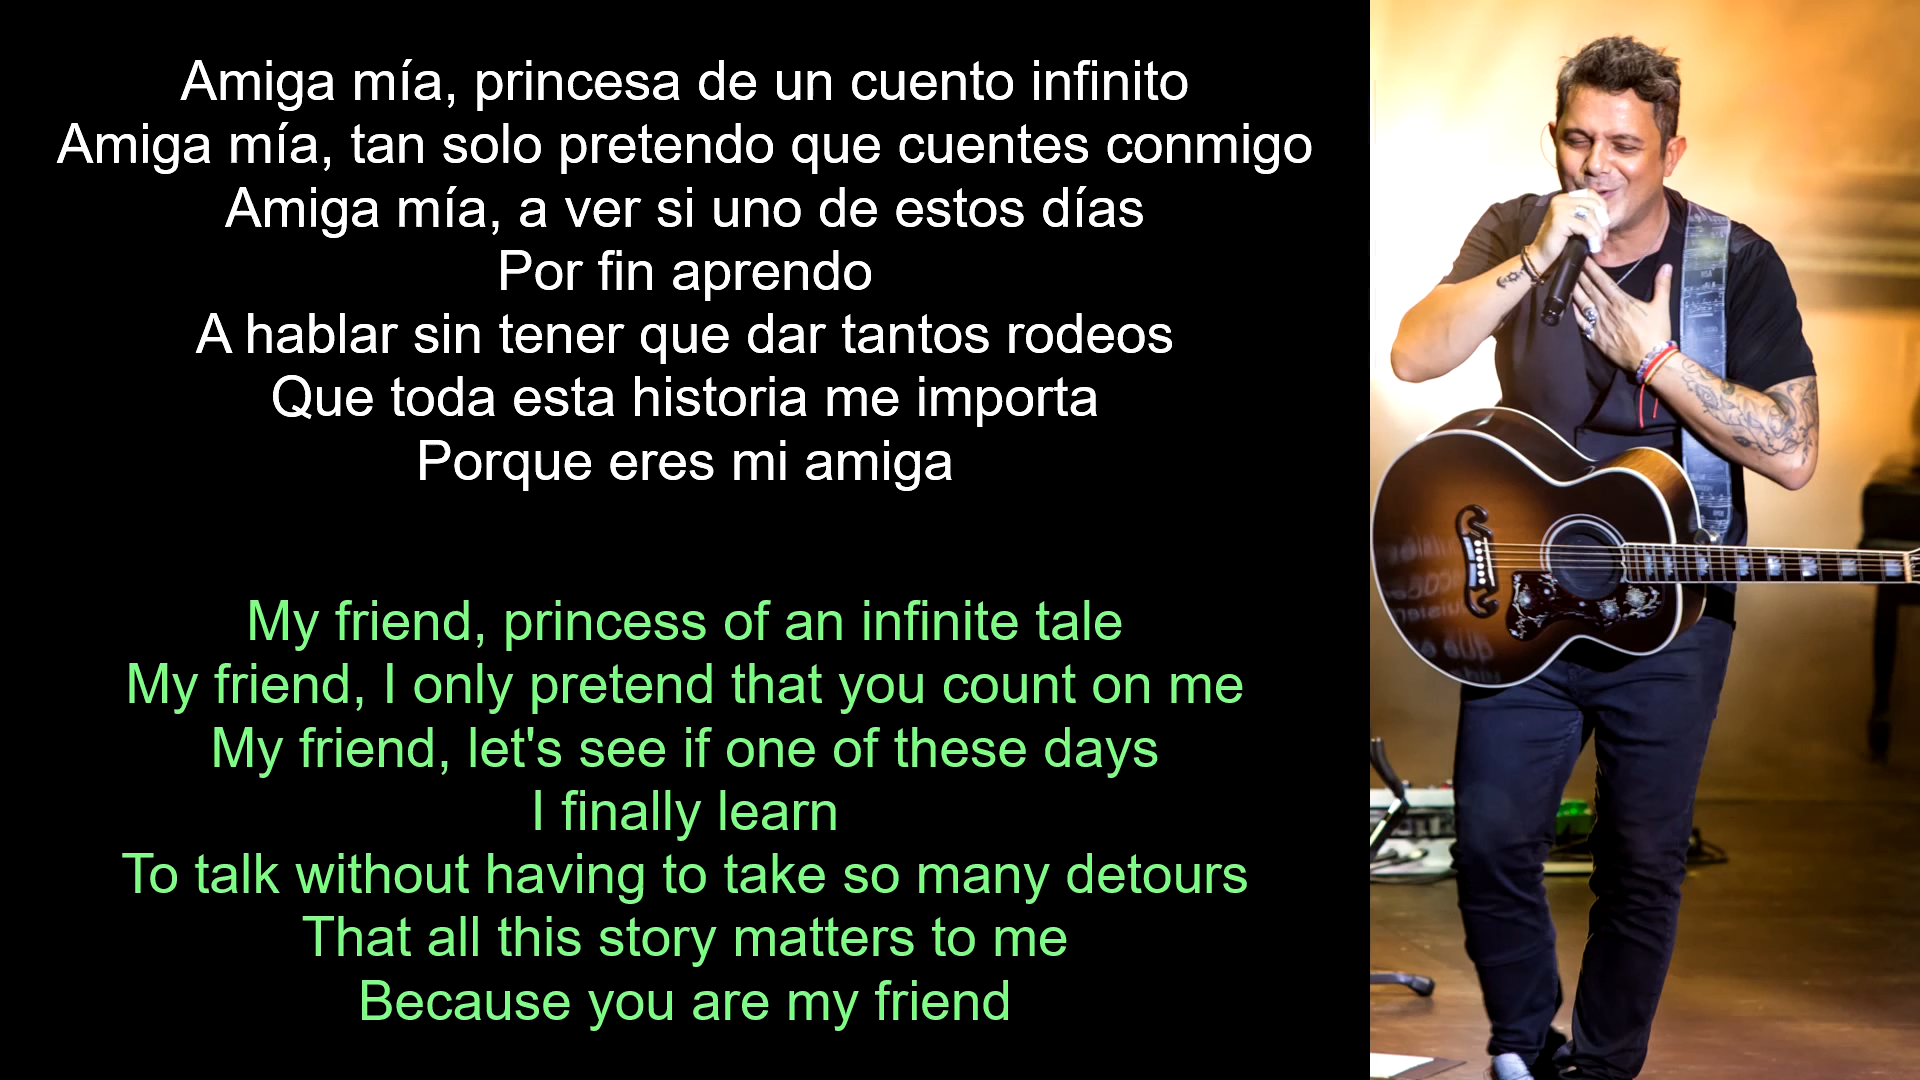 Amiga mía, princesa de un cuento infinito
Amiga mía, tan solo pretendo que cuentes conmigo
Amiga mía, a ver si uno de estos días
Por fin aprendo
A hablar sin tener que dar tantos rodeos
Que toda esta historia me importa
Porque eres mi amiga
My friend, princess of an infinite tale
My friend, I only pretend that you count on me
My friend, let's see if one of these days
I finally learn
To talk without having to take so many detours
That all this story matters to me
Because you are my friend